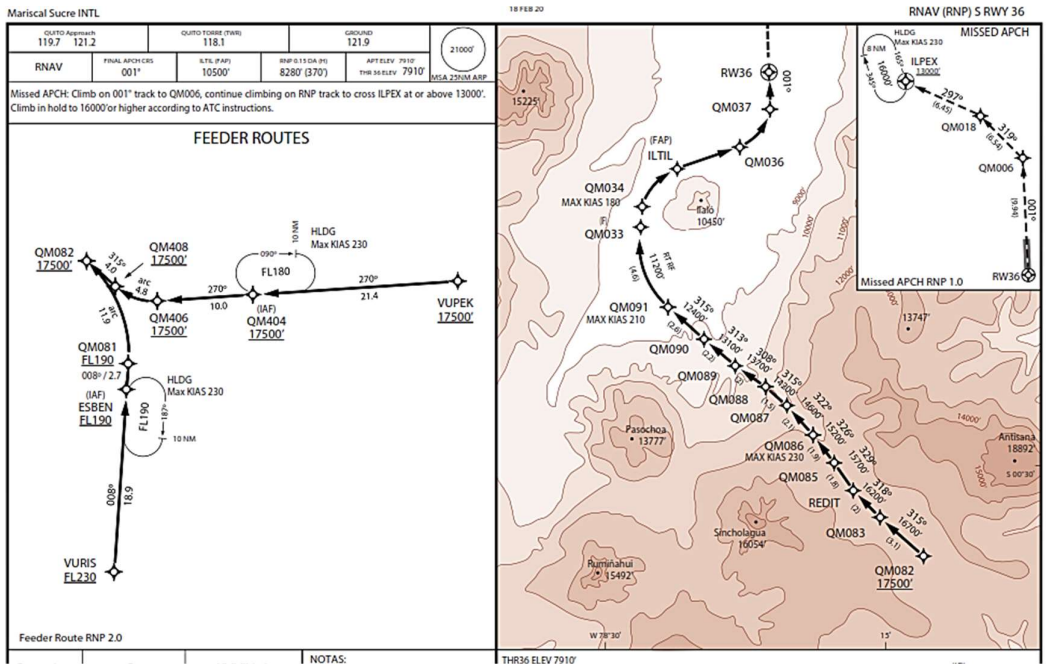 Mariscal Sucre INTL
18 FEB 20
RNAV (RNP) S RWY 36
QUITO Approach
119.7 121.2
QUITO TORRE (TWR)
118.1
GROUND
121.9
21000'
MSA 25NM ARP
RNAV
FINAL APCH CRS
001°
ILTIL (FAP)
10500'
RNP 0.15 DA (H)
8280' (370')
APT ELEV 7910'
THR 36 ELEV 7910'
Missed APCH: Climb on 001° track to QM006, continue climbing on RNP track to cross ILPEX at or above 13000'.
Climb in hold to 16000'or higher according to ATC instructions.
FEEDER ROUTES
QM082
17500'
315°
4.0
QM408
17500'
arc
4.8
QM406
17500'
270°
10.0
090°
10 NM
HLDG
Max KIAS 230
FL180
(IAF)
QM404
17500'
270°
21.4
VUPEK
17500'
arc
11.9
QM081
FL190
008° / 2.7
(IAF)
ESBEN
FL190
HLDG
Max KIAS 230
FL190
187°
10 NM
008°
18.9
VURIS
FL230
Feeder Route RNP 2.0
NOTAS:
15225'
RW36
001°
QM037
QM036
(FAP)
ILTIL
QM034
MAX KIAS 180
(F)
QM033
Ilaló
10450'
RT RF
11200'
(4.6)
QM091
MAX KIAS 210
315°
12400'
(2.6)
QM090
313°
13100'
(2.2)
QM089
308°
13700'
(2)
QM088
315°
14200'
(1.5)
QM087
322°
14600'
(2.1)
QM086
MAX KIAS 230
326°
15200'
(1.9)
QM085
329°
15700'
(1.8)
REDIT
318°
16200'
(2)
QM083
315°
16700'
(3.1)
QM082
17500'
Pasochoa
13777'
Sincholagua
16054'
Rumiñahui
15492'
Antisana
18892'
S 00°30'
13747'
9000'
10000'
11000'
12000'
14000'
15000'
W 78°30'
15'
THR36 ELEV 7910'
MISSED APCH
HLDG
Max KIAS 230
8 NM
165°
16000'
345°
ILPEX
13000'
297°
(6.45)
QM018
319°
(6.54)
QM006
001°
(9.94)
RW36
Missed APCH RNP 1.0